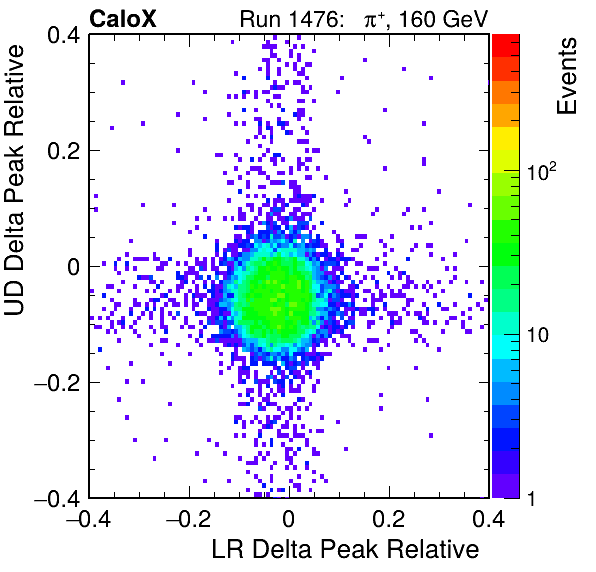 CaloX Run 1476: π⁺, 160 GeV
0.4
0.2
0
−0.2
−0.4
UD Delta Peak Relative
−0.4 −0.2 0 0.2 0.4
LR Delta Peak Relative
Events
10²
10
1